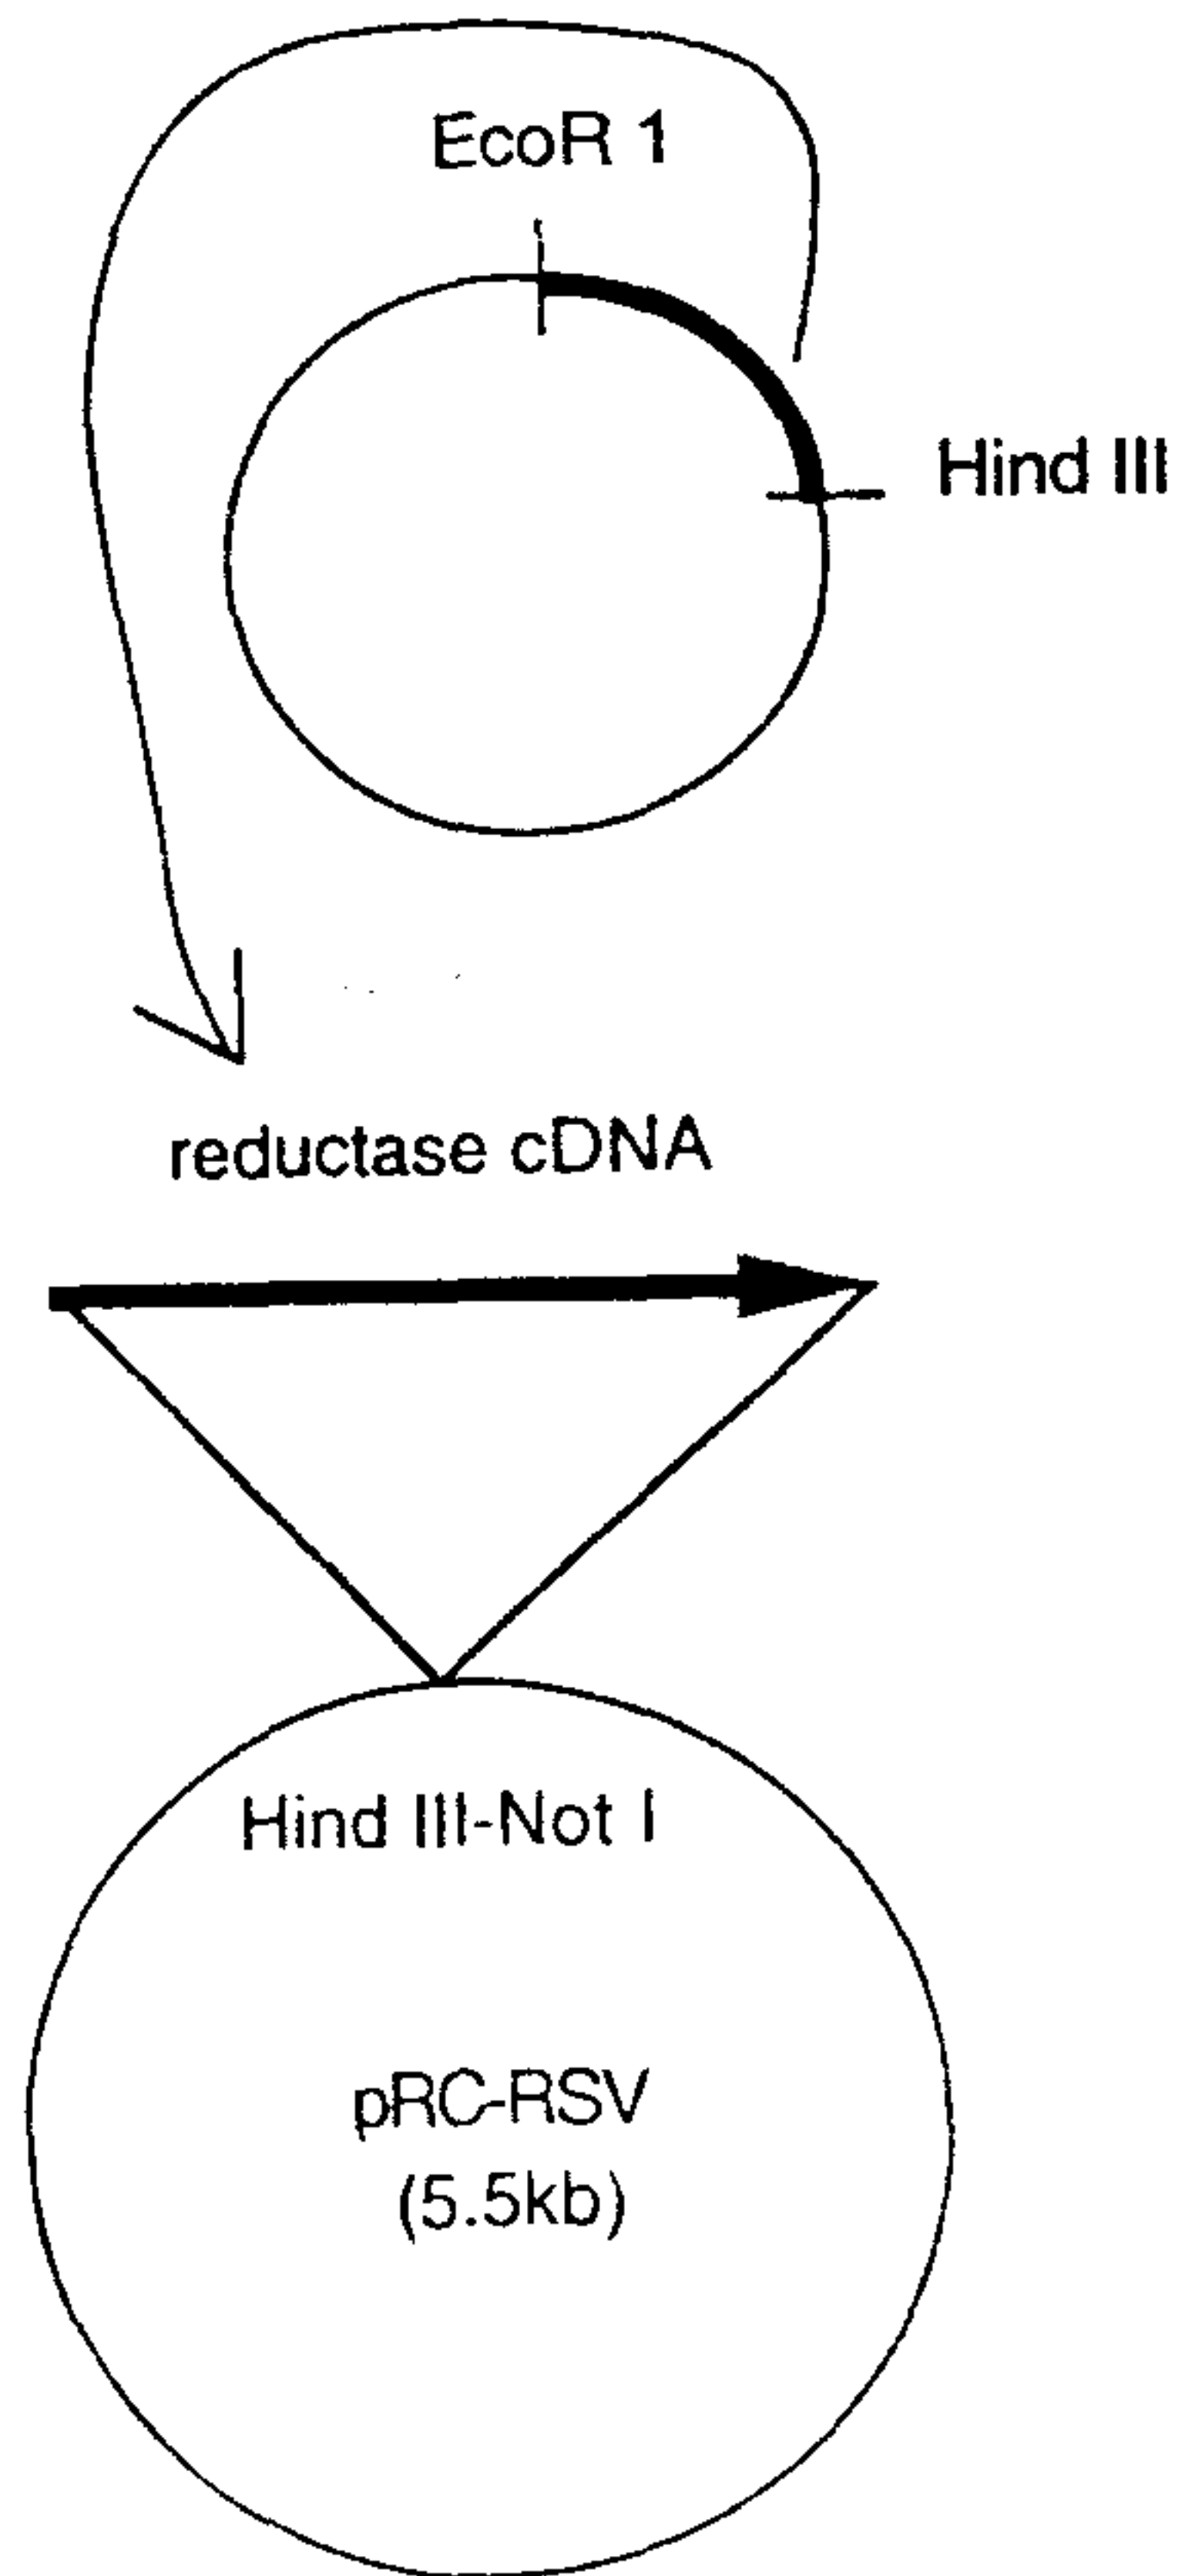 EcoR 1
Hind III
reductase cDNA
Hind III-Not I
pRC-RSV
(5.5kb)